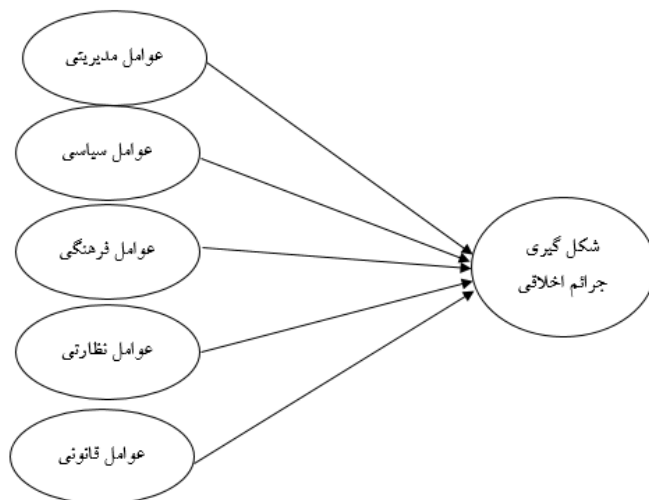 عوامل مدیریتی
عوامل سیاسی
عوامل فرهنگی
عوامل نظارتی
عوامل قانونی
شکل گیری
جرائم اخلاقی